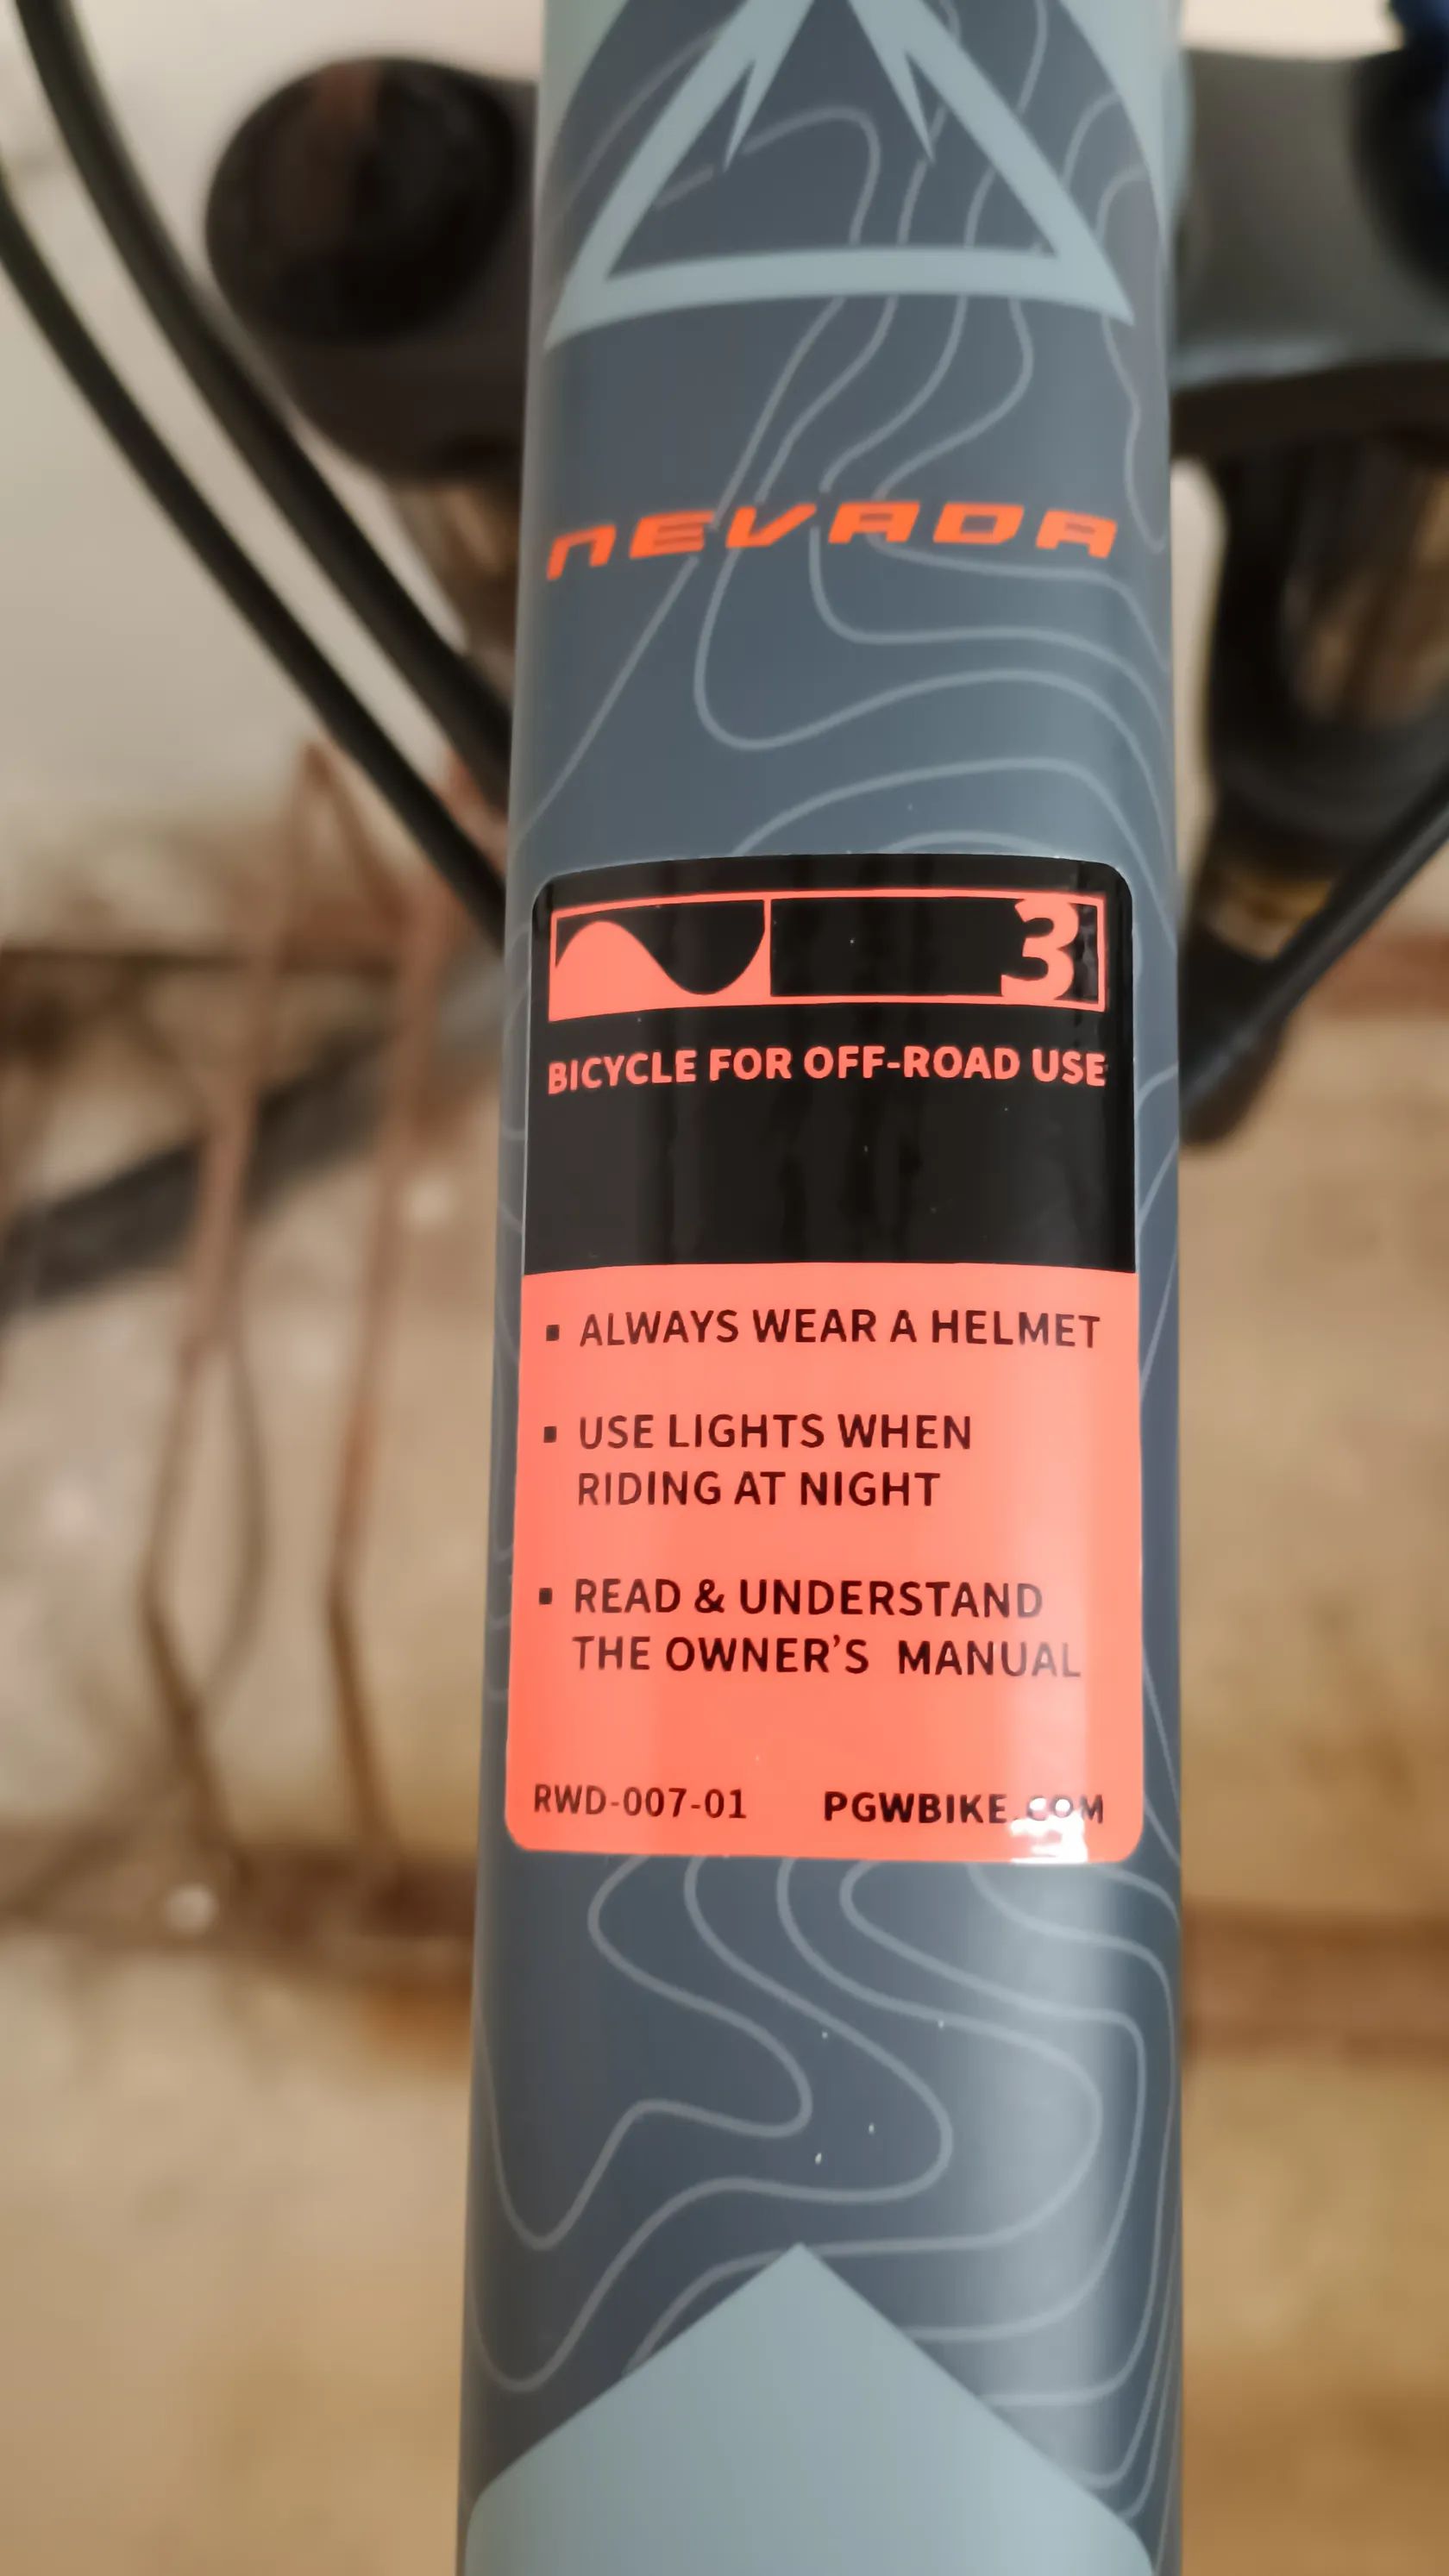 NEVADA
3
BICYCLE FOR OFF-ROAD USE
▪ ALWAYS WEAR A HELMET
▪ USE LIGHTS WHEN
RIDING AT NIGHT
▪ READ & UNDERSTAND
THE OWNER'S MANUAL
RWD-007-01 PGWBIKE.COM